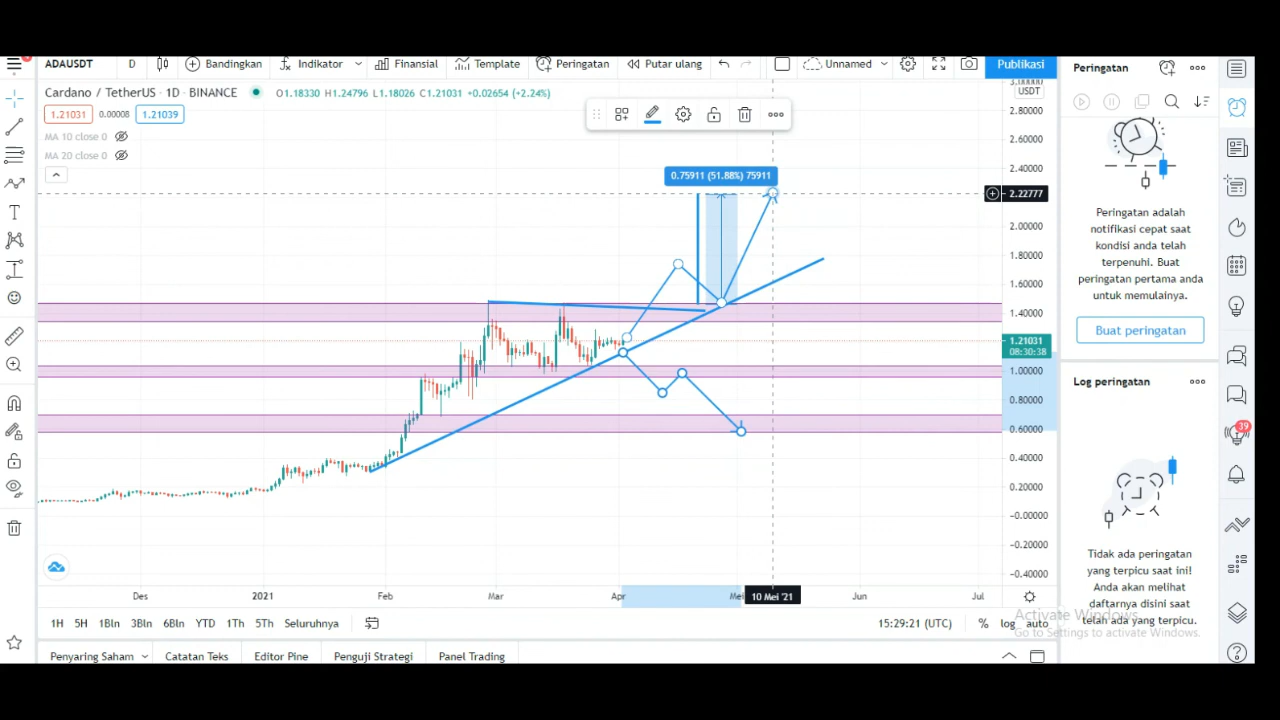 ADAUSDT D Bandingkan Indikator Finansial Template Peringatan Putar ulang Unnamed Publikasi
Cardano / TetherUS · 1D · BINANCE O1.18330 H1.24796 L1.18026 C1.21031 +0.02654 (+2.24%)
1.21031 0.00008 1.21039
MA 10 close 0
MA 20 close 0
0.75911 (51.88%) 75911
3.00000
USDT
2.80000
2.60000
2.40000
2.22777
2.00000
1.80000
1.60000
1.40000
1.21031
08:30:38
1.00000
0.80000
0.60000
0.40000
0.20000
−0.00000
−0.20000
−0.40000
Des 2021 Feb Mar Apr Mei 10 Mei '21 Jun Jul
1H 5H 1Bln 3Bln 6Bln YTD 1Th 5Th Seluruhnya 15:29:21 (UTC) % log auto
Penyaring Saham Catatan Teks Editor Pine Penguji Strategi Panel Trading
Peringatan
Peringatan adalah
notifikasi cepat saat
kondisi anda telah
terpenuhi. Buat
peringatan pertama anda
untuk memulainya.
Buat peringatan
Log peringatan
Tidak ada peringatan
yang terpicu saat ini!
Anda akan melihat
daftarnya disini saat
telah ada yang terpicu.
39
Activate Windows
Go to Settings to activate Windows.